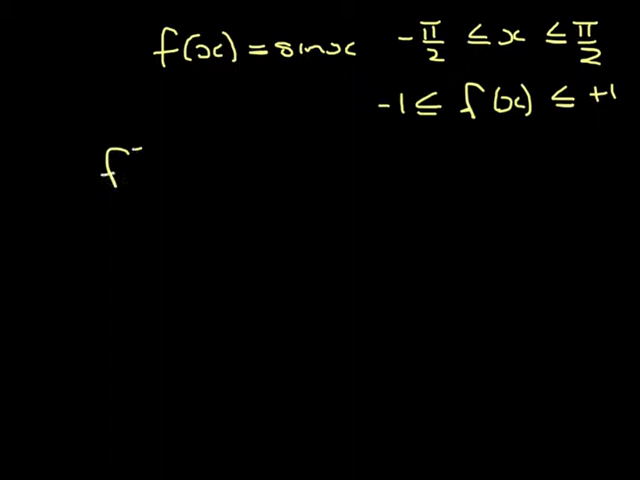 f(x) = sinx   -π/2 ≤ x ≤ π/2
-1 ≤ f(x) ≤ +1
f⁻